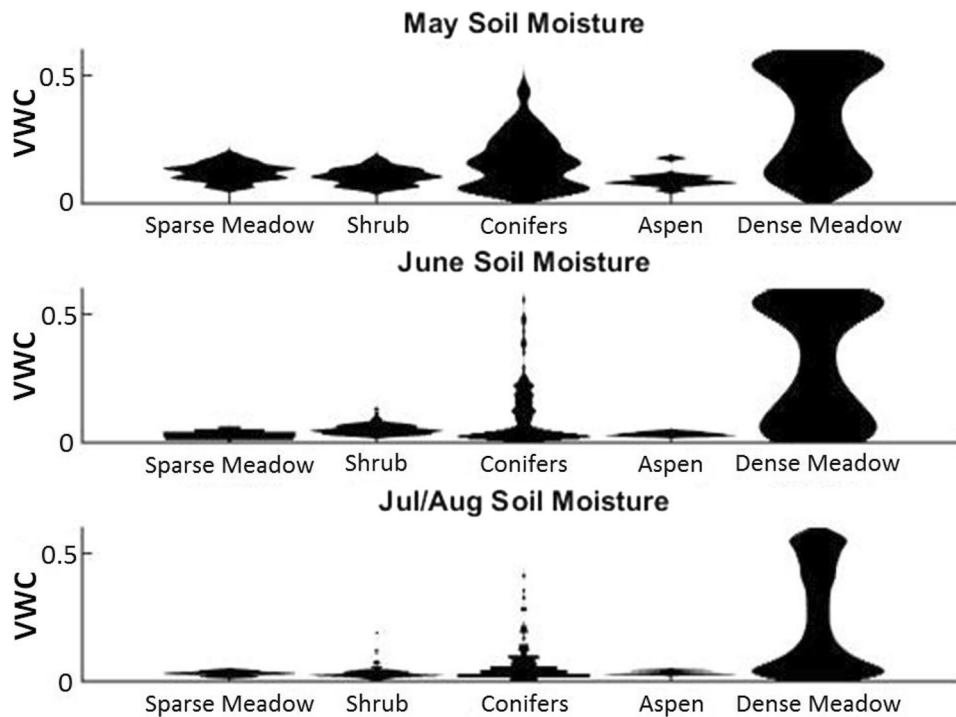 May Soil Moisture
VWC
0.5
0
Sparse Meadow Shrub Conifers Aspen Dense Meadow
June Soil Moisture
VWC
0.5
0
Sparse Meadow Shrub Conifers Aspen Dense Meadow
Jul/Aug Soil Moisture
VWC
0.5
0
Sparse Meadow Shrub Conifers Aspen Dense Meadow